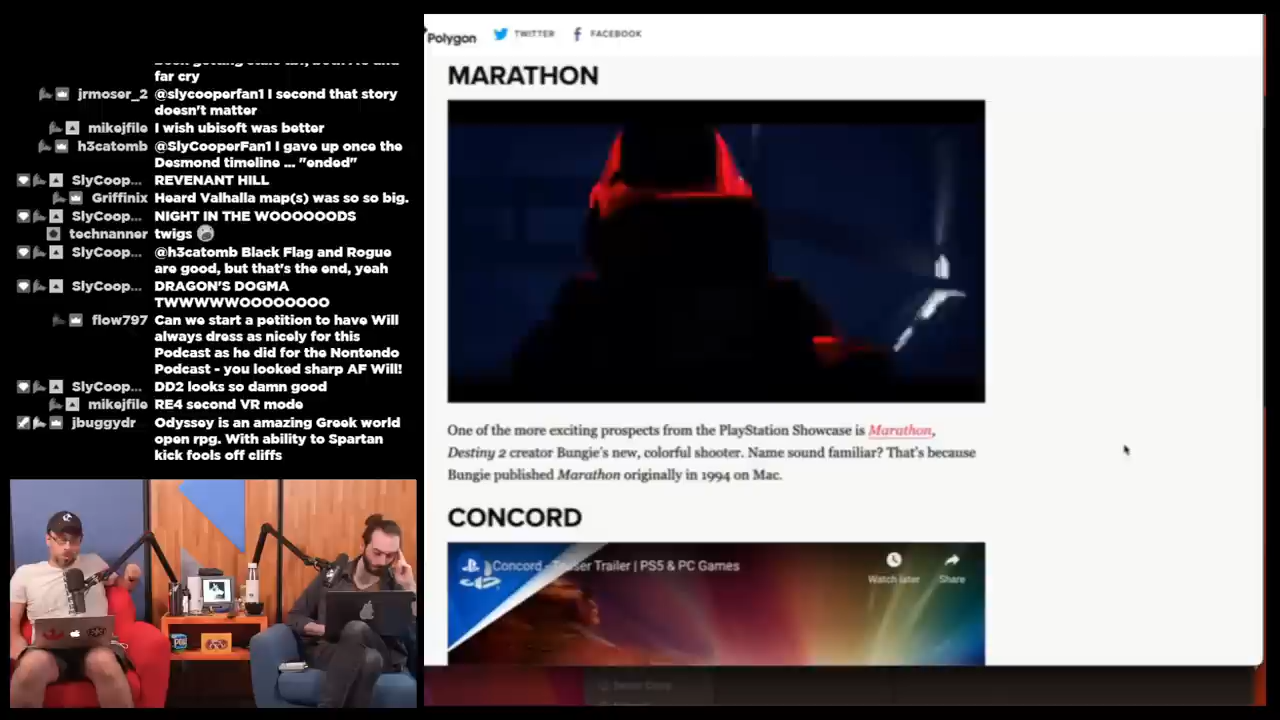 far cry
jrmoser_2 @slycooperfan1 I second that story
doesn't matter
mikejfile I wish ubisoft was better
h3catomb @SlyCooperFan1 I gave up once the
Desmond timeline ... "ended"
SlyCoop... REVENANT HILL
Griffinix Heard Valhalla map(s) was so so big.
SlyCoop... NIGHT IN THE WOOOOOODS
technanner twigs
SlyCoop... @h3catomb Black Flag and Rogue
are good, but that's the end, yeah
SlyCoop... DRAGON'S DOGMA
TWWWWWOOOOOOOO
flow797 Can we start a petition to have Will
always dress as nicely for this
Podcast as he did for the Nontendo
Podcast - you looked sharp AF Will!
SlyCoop... DD2 looks so damn good
mikejfile RE4 second VR mode
jbuggydr Odyssey is an amazing Greek world
open rpg. With ability to Spartan
kick fools off cliffs
Polygon TWITTER FACEBOOK
MARATHON
One of the more exciting prospects from the PlayStation Showcase is Marathon,
Destiny 2 creator Bungie's new, colorful shooter. Name sound familiar? That's because
Bungie published Marathon originally in 1994 on Mac.
CONCORD
Concord - Teaser Trailer | PS5 & PC Games
Watch later Share